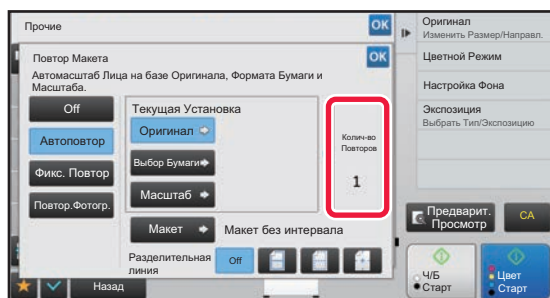 Прочие
OK
Повтор Макета
OK
Автомасштаб Лица на базе Оригинала, Формата Бумаги и
Масштаба.
Off
Автоповтор
Фикс. Повтор
Повтор.Фотогр.
Текущая Установка
Оригинал
Выбор Бумаги
Масштаб
Колич-во
Повторов
1
Макет
Макет без интервала
Разделительная
линия
Off
Назад
Оригинал
Изменить Размер/Направл.
Цветной Режим
Настройка Фона
Экспозиция
Выбрать Тип/Экспозицию
Предварит.
Просмотр
CA
Ч/Б
Старт
Цвет
Старт